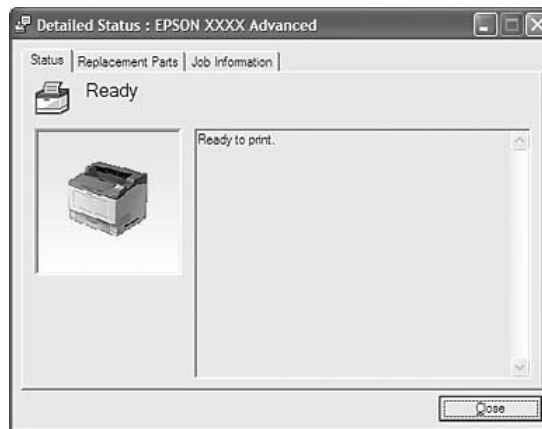 Detailed Status : EPSON XXXX Advanced
Status Replacement Parts Job Information
Ready
Ready to print.
Close